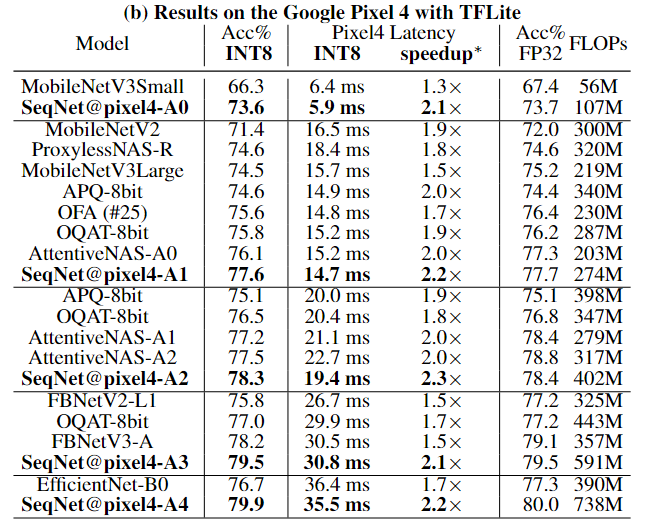 (b) Results on the Google Pixel 4 with TFLite
Model Acc% Pixel4 Latency Acc% FLOPs
INT8 INT8 speedup* FP32
MobileNetV3Small 66.3 6.4 ms 1.3× 67.4 56M
SeqNet@pixel4-A0 73.6 5.9 ms 2.1× 73.7 107M
MobileNetV2 71.4 16.5 ms 1.9× 72.0 300M
ProxylessNAS-R 74.6 18.4 ms 1.8× 74.6 320M
MobileNetV3Large 74.5 15.7 ms 1.5× 75.2 219M
APQ-8bit 74.6 14.9 ms 2.0× 74.4 340M
OFA (#25) 75.6 14.8 ms 1.7× 76.4 230M
OQAT-8bit 75.8 15.2 ms 1.9× 76.2 287M
AttentiveNAS-A0 76.1 15.2 ms 2.0× 77.3 203M
SeqNet@pixel4-A1 77.6 14.7 ms 2.2× 77.7 274M
APQ-8bit 75.1 20.0 ms 1.9× 75.1 398M
OQAT-8bit 76.5 20.4 ms 1.8× 76.8 347M
AttentiveNAS-A1 77.2 21.1 ms 2.0× 78.4 279M
AttentiveNAS-A2 77.5 22.7 ms 2.0× 78.8 317M
SeqNet@pixel4-A2 78.3 19.4 ms 2.3× 78.4 402M
FBNetV2-L1 75.8 26.7 ms 1.5× 77.2 325M
OQAT-8bit 77.0 29.9 ms 1.7× 77.2 443M
FBNetV3-A 78.2 30.5 ms 1.5× 79.1 357M
SeqNet@pixel4-A3 79.5 30.8 ms 2.1× 79.5 591M
EfficientNet-B0 76.7 36.4 ms 1.7× 77.3 390M
SeqNet@pixel4-A4 79.9 35.5 ms 2.2× 80.0 738M